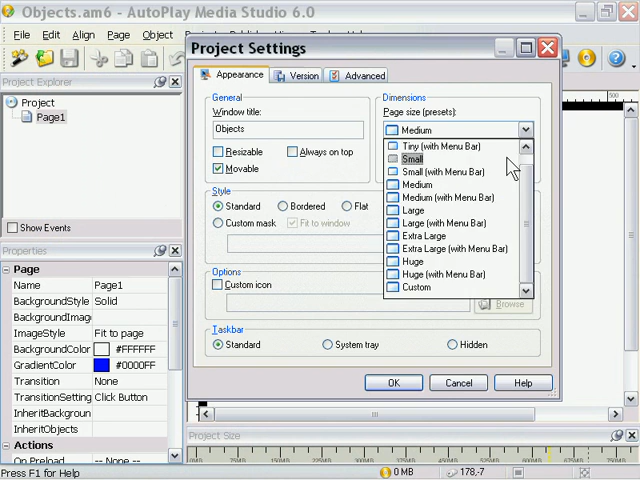 Objects.am6 - AutoPlay Media Studio 6.0
File Edit Align Page Object
Project Explorer
Project
Page1
Show Events
Properties
Page
Name Page1
BackgroundStyle Solid
BackgroundImag
ImageStyle Fit to page
BackgroundColor #FFFFFF
GradientColor #0000FF
Transition None
TransitionSetting Click Button
InheritBackgroun
InheritObjects
Actions
On Preload -- None --
Press F1 for Help
Project Settings
Appearance Version Advanced
General
Window title:
Objects
Resizable Always on top
Movable
Dimensions
Page size (presets):
Medium
Tiny (with Menu Bar)
Small
Small (with Menu Bar)
Medium
Medium (with Menu Bar)
Large
Large (with Menu Bar)
Extra Large
Extra Large (with Menu Bar)
Huge
Huge (with Menu Bar)
Custom
Style
Standard Bordered Flat
Custom mask Fit to window
Options
Custom icon
Browse
Taskbar
Standard System tray Hidden
OK Cancel Help
500
Project Size
0 MB 178,-7